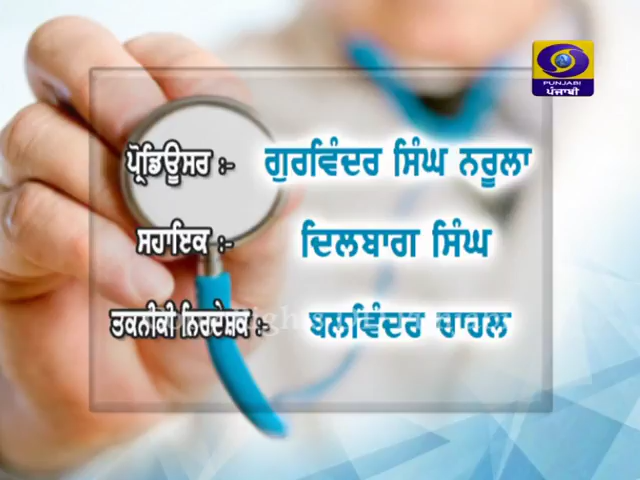 PUNJABI
ਪੰਜਾਬੀ
ਪ੍ਰੋਡਿਊਸਰ :- ਗੁਰਵਿੰਦਰ ਸਿੰਘ ਨਰੂਲਾ
ਸਹਾਇਕ :- ਦਿਲਬਾਗ ਸਿੰਘ
ਤਕਨੀਕੀ ਨਿਰਦੇਸ਼ਕ :- ਬਲਵਿੰਦਰ ਚਾਹਲ